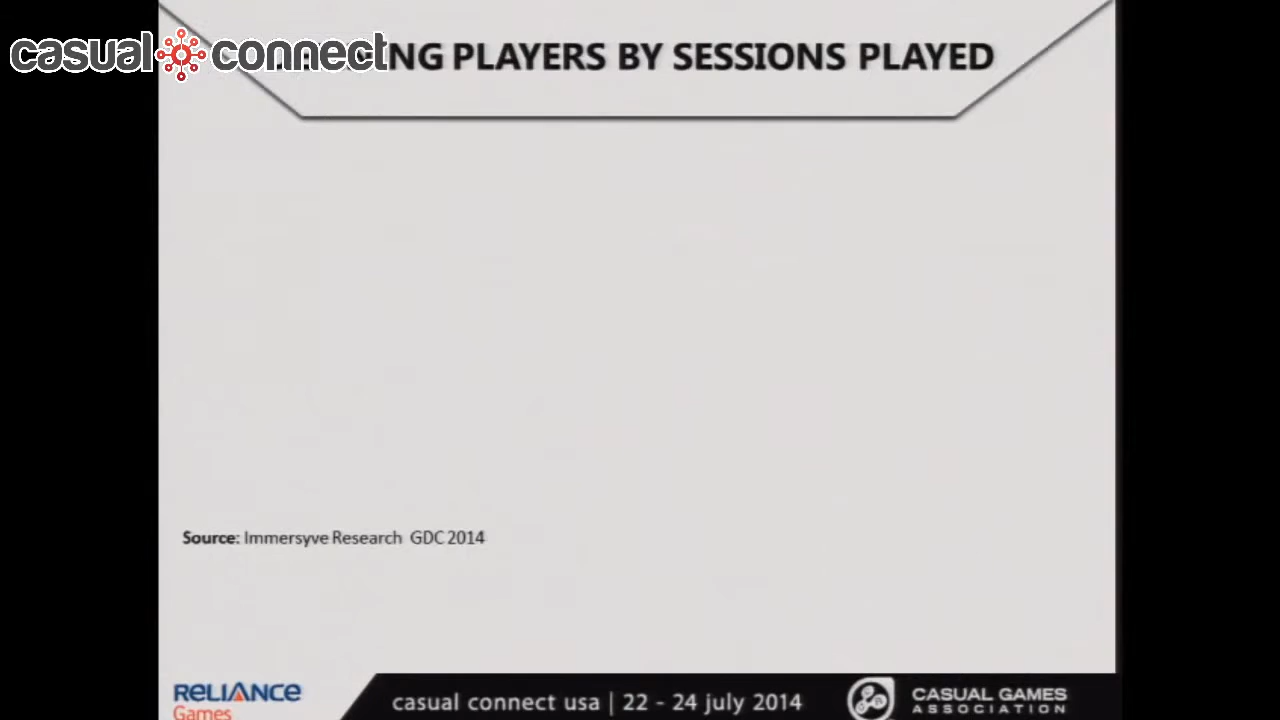 casual connect
NG PLAYERS BY SESSIONS PLAYED
Source: Immersyve Research GDC 2014
RELIANCE
Games
casual connect usa | 22 - 24 july 2014
CASUAL GAMES
ASSOCIATION